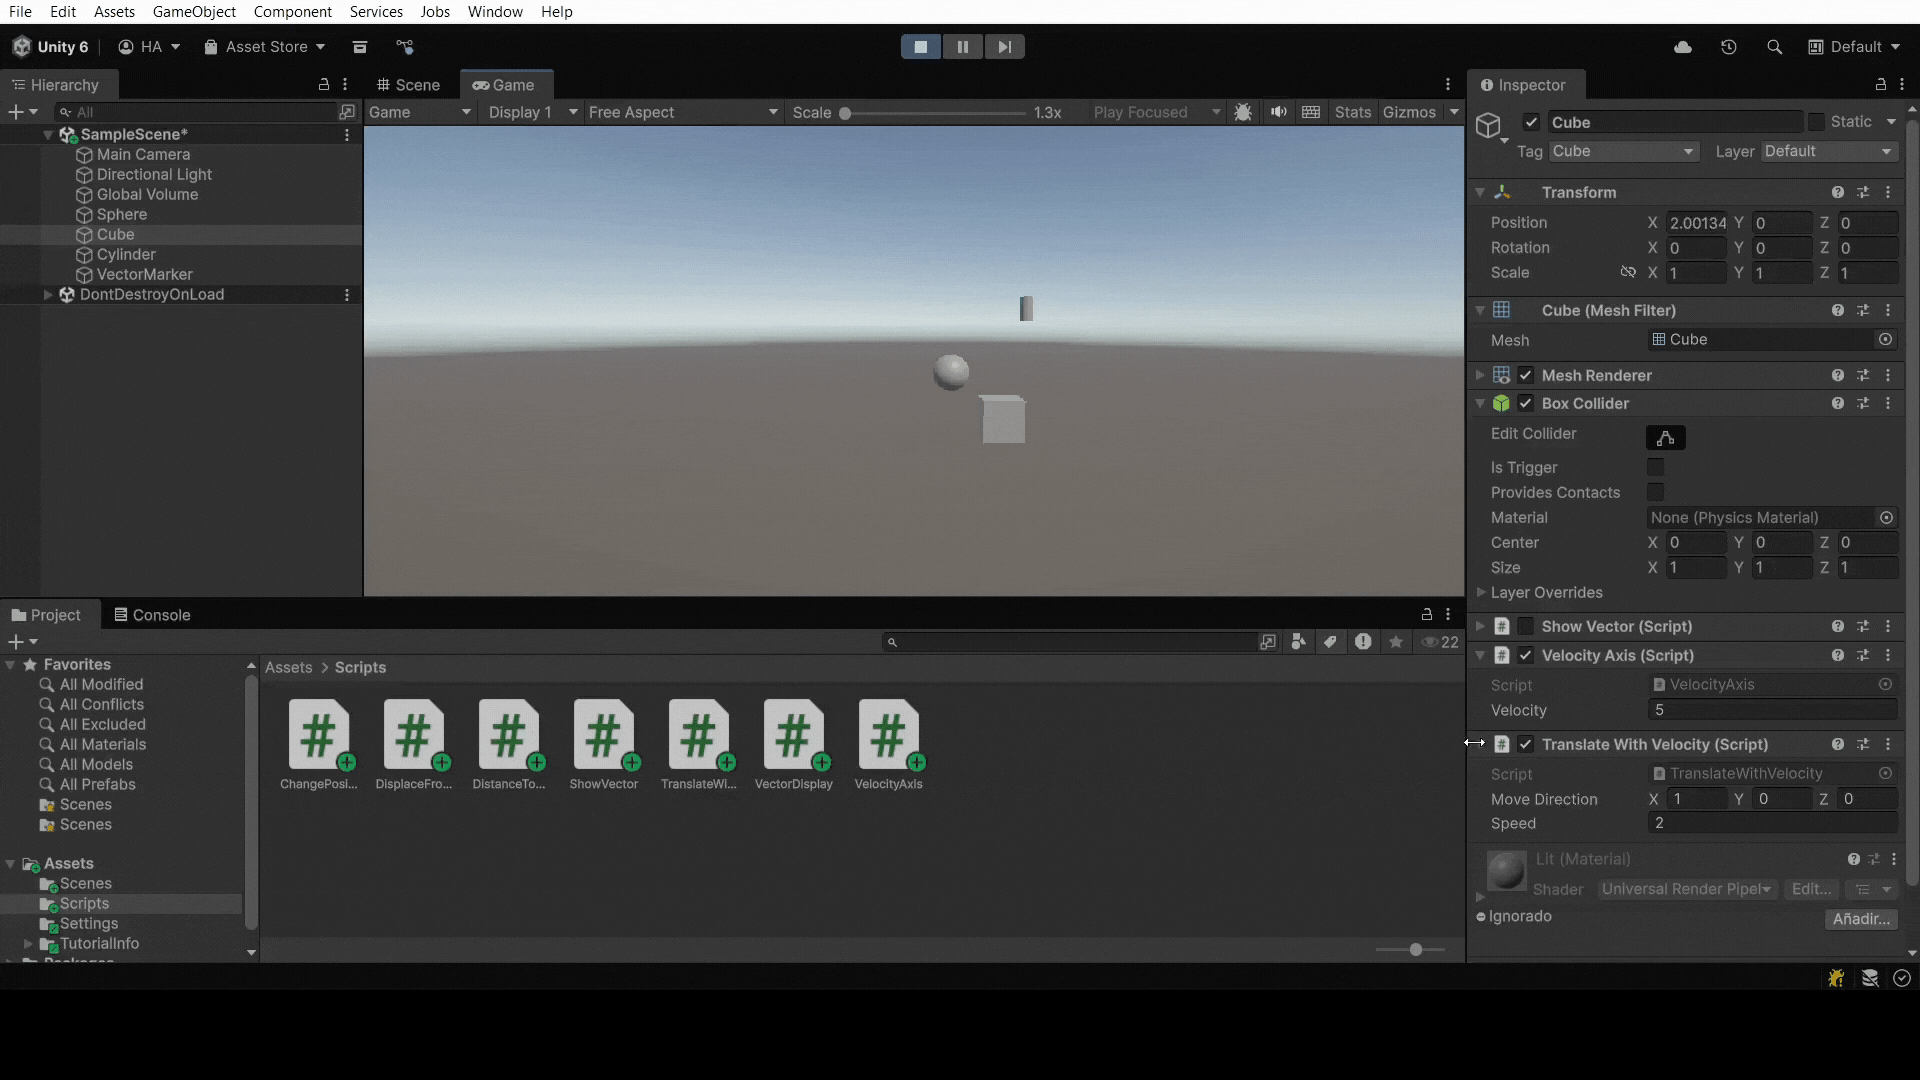 File Edit Assets GameObject Component Services Jobs Window Help
Unity 6 HA Asset Store Default
Hierarchy
All
SampleScene*
Main Camera
Directional Light
Global Volume
Sphere
Cube
Cylinder
VectorMarker
DontDestroyOnLoad
Scene Game
Game Display 1 Free Aspect Scale 1.3x Play Focused Stats Gizmos
Inspector
Cube Static
Tag Cube Layer Default
Transform
Position X 2.00134 Y 0 Z 0
Rotation X 0 Y 0 Z 0
Scale X 1 Y 1 Z 1
Cube (Mesh Filter)
Mesh Cube
Mesh Renderer
Box Collider
Edit Collider
Is Trigger
Provides Contacts
Material None (Physics Material)
Center X 0 Y 0 Z 0
Size X 1 Y 1 Z 1
Layer Overrides
# Show Vector (Script)
# Velocity Axis (Script)
Script VelocityAxis
Velocity 5
# Translate With Velocity (Script)
Script TranslateWithVelocity
Move Direction X 1 Y 0 Z 0
Speed 2
Lit (Material)
Shader Universal Render Pipel Edit...
Ignorado
Añadir...
Project Console
22
Favorites
All Modified
All Conflicts
All Excluded
All Materials
All Models
All Prefabs
Scenes
Scenes
Assets
Scenes
Scripts
Settings
TutorialInfo
Assets > Scripts
# # # # # # #
ChangePosi... DisplaceFro... DistanceTo... ShowVector TranslateWi... VectorDisplay VelocityAxis